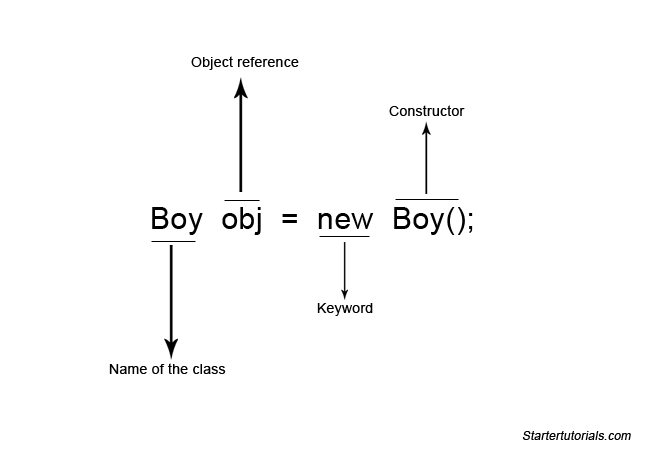 Object reference
Constructor
Boy obj = new Boy();
Keyword
Name of the class
Startertutorials.com